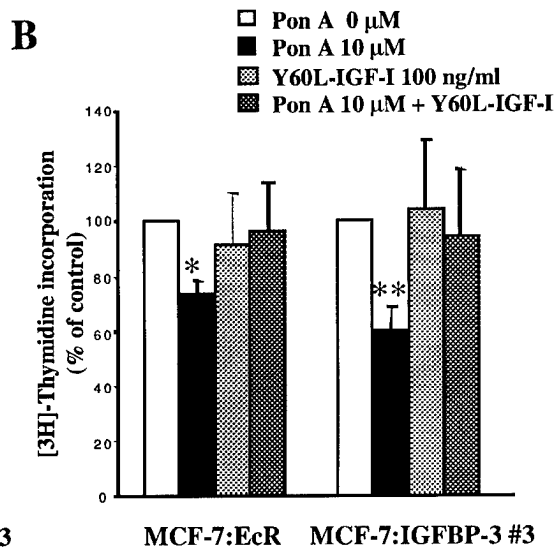 B
Pon A 0 µM
Pon A 10 µM
Y60L-IGF-I 100 ng/ml
Pon A 10 µM + Y60L-IGF-I
[3H]-Thymidine incorporation
(% of control)
140
120
100
80
60
40
20
0
*
**
3
MCF-7:EcR
MCF-7:IGFBP-3 #3